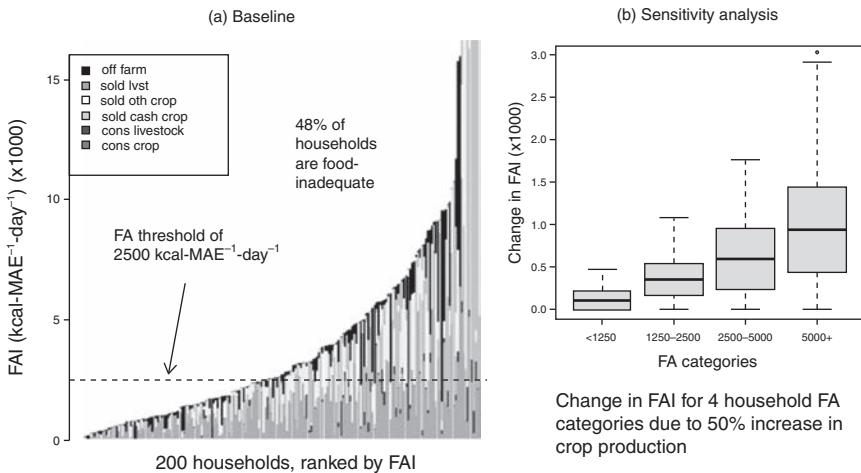 (a) Baseline
FAI (kcal-MAE⁻¹-day⁻¹) (x1000)
15
10
5
0
off farm
sold lvst
sold oth crop
sold cash crop
cons livestock
cons crop
48% of
households
are food-
inadequate
FA threshold of
2500 kcal-MAE⁻¹-day⁻¹
200 households, ranked by FAI
(b) Sensitivity analysis
Change in FAI (x1000)
3.0
2.5
2.0
1.5
1.0
0.5
0.0
<1250 1250–2500 2500–5000 5000+
FA categories
Change in FAI for 4 household FA
categories due to 50% increase in
crop production